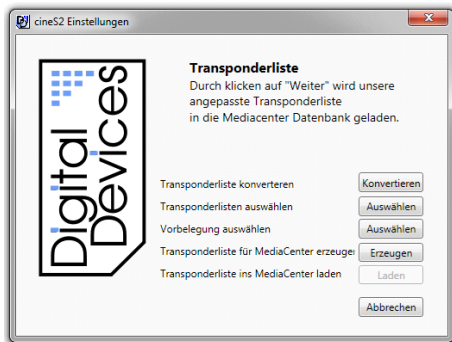 cineS2 Einstellungen
Digital
Devices
Transponderliste
Durch klicken auf "Weiter" wird unsere
angepasste Transponderliste
in die Mediacenter Datenbank geladen.
Transponderliste konverteren
Konvertieren
Transponderlisten auswählen
Auswählen
Vorbelegung auswählen
Auswählen
Transponderliste für MediaCenter erzeuge
Erzeugen
Transponderliste ins MediaCenter laden
Laden
Abbrechen